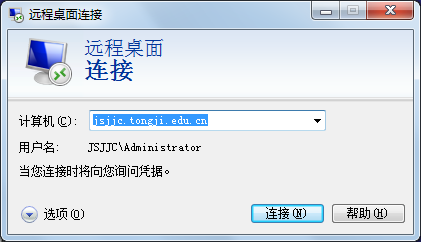 远程桌面连接
远程桌面
连接
计算机(C): jsjjc.tongji.edu.cn
用户名: JSJJC\Administrator
当您连接时将向您询问凭据。
选项(O) 连接(N) 帮助(H)